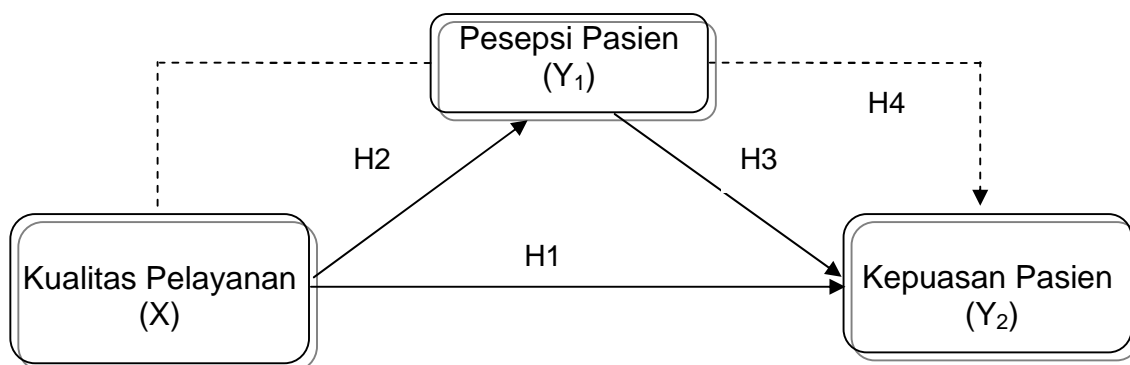 Pesepsi Pasien
(Y₁)
H4
H2
H3
H1
Kualitas Pelayanan
(X)
Kepuasan Pasien
(Y₂)